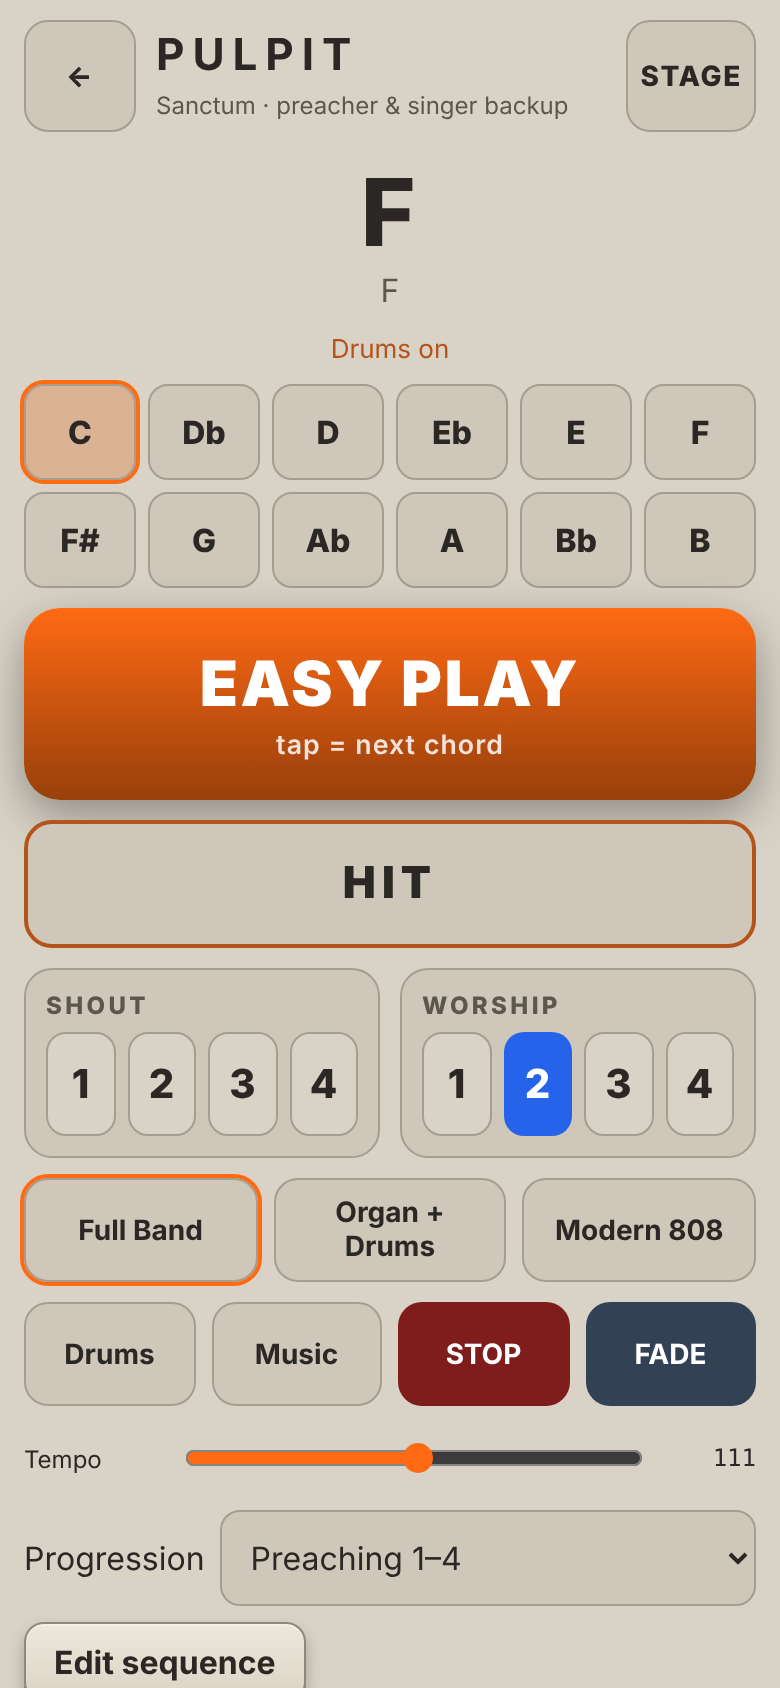 ←
PULPIT
Sanctum · preacher & singer backup
STAGE
F
F
Drums on
C Db D Eb E F
F# G Ab A Bb B
EASY PLAY
tap = next chord
HIT
SHOUT
1 2 3 4
WORSHIP
1 2 3 4
Full Band
Organ +
Drums
Modern 808
Drums Music STOP FADE
Tempo 111
Progression Preaching 1–4
Edit sequence